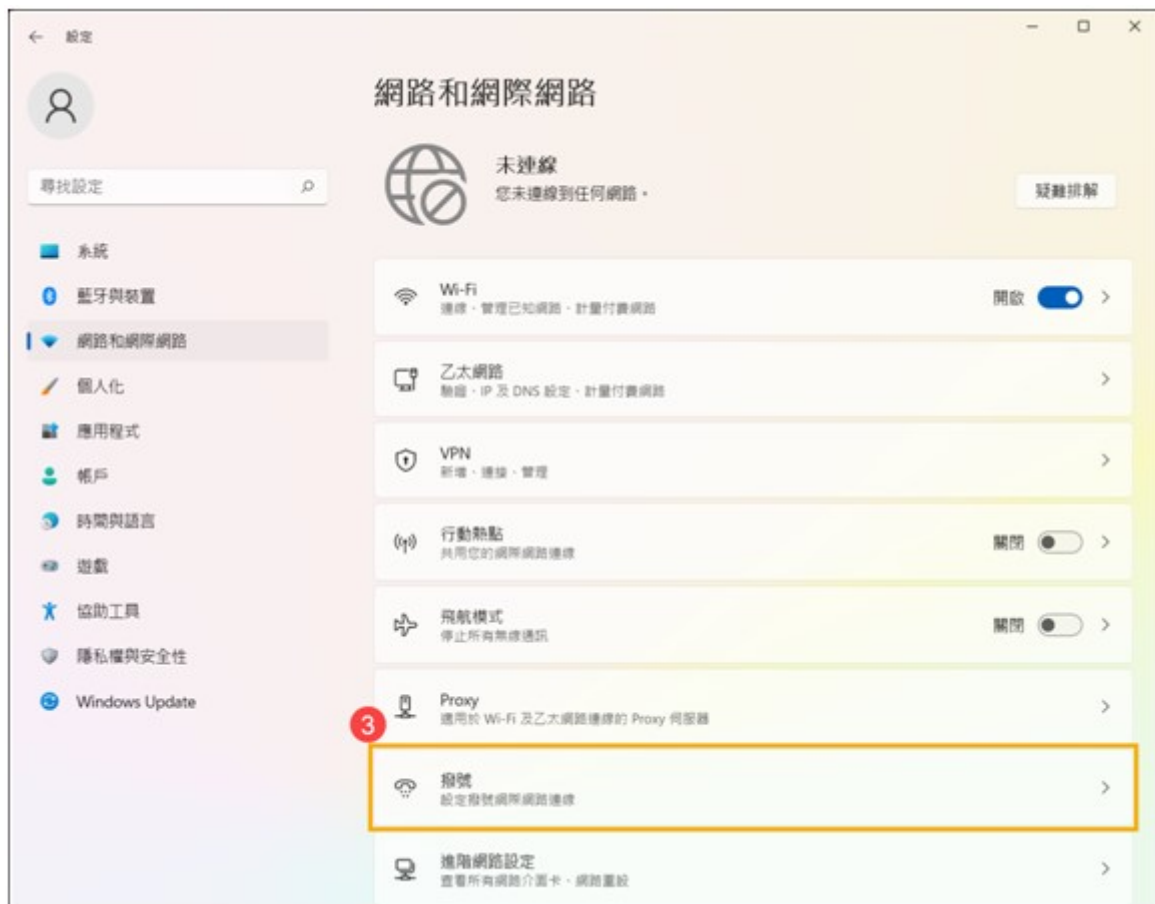 設定
網路和網際網路
未連線
您未連線到任何網路。
疑難排解
尋找設定
系統
藍牙與裝置
網路和網際網路
個人化
應用程式
帳戶
時間與語言
遊戲
協助工具
隱私權與安全性
Windows Update
Wi-Fi
連線、管理已知網路、計量付費網路
開啟
乙太網路
驗證、IP 及 DNS 設定、計量付費網路
VPN
新增、連接、管理
行動熱點
共用您的網際網路連線
關閉
飛航模式
停止所有無線通訊
關閉
Proxy
適用於 Wi-Fi 及乙太網路連線的 Proxy 伺服器
3
撥號
設定撥號網際網路連線
進階網路設定
查看所有網路介面卡、網路重設